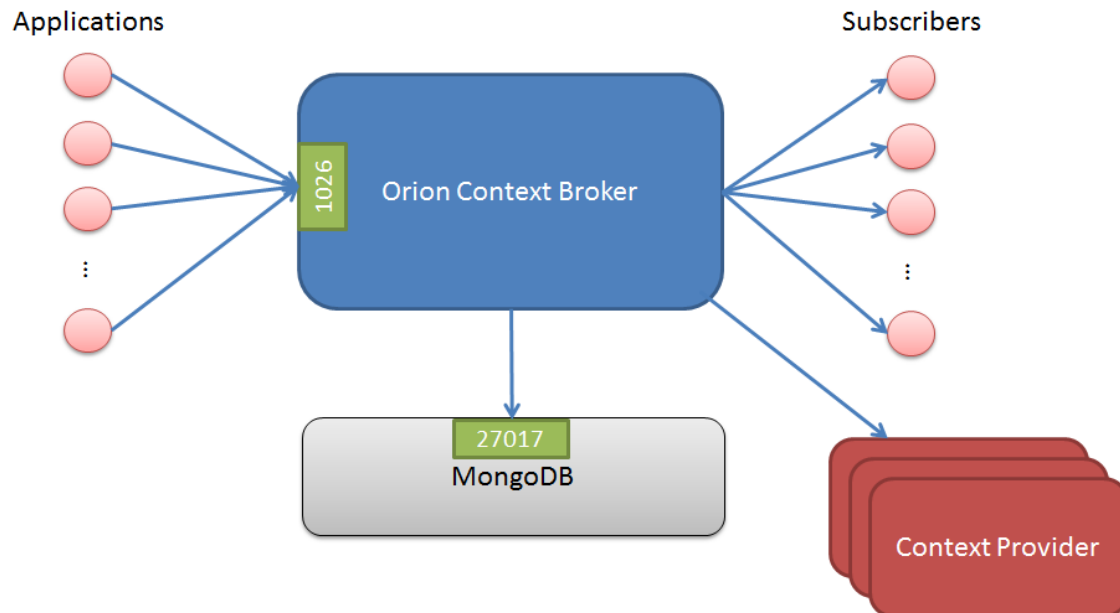 Applications
Subscribers
1026
Orion Context Broker
...
...
27017
MongoDB
Context Provider